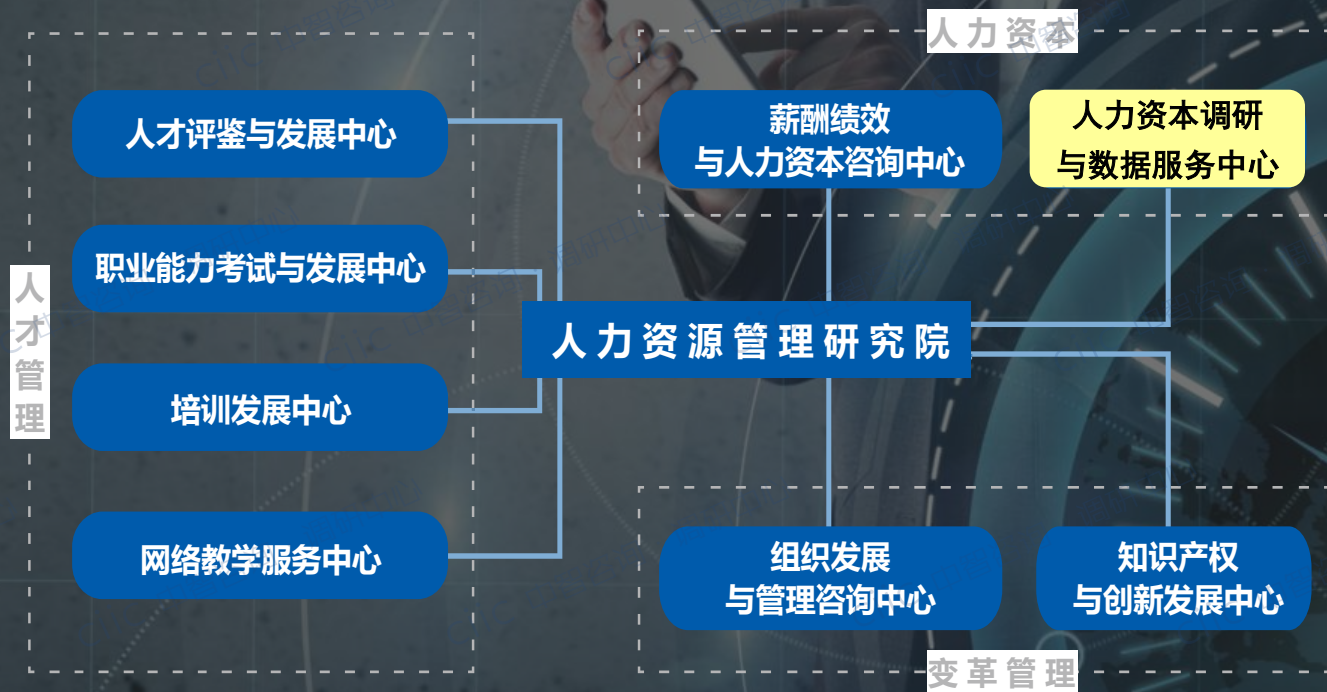 人才管理
人才评鉴与发展中心
职业能力考试与发展中心
培训发展中心
网络教学服务中心
人力资本
薪酬绩效
与人力资本咨询中心
人力资本调研
与数据服务中心
人力资源管理研究院
组织发展
与管理咨询中心
知识产权
与创新发展中心
变革管理